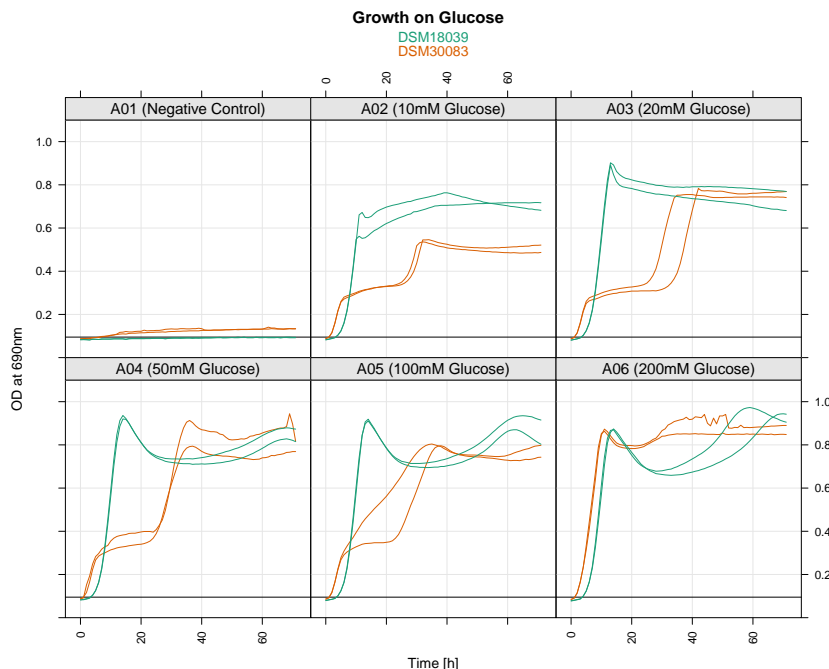 Growth on Glucose
DSM18039
DSM30083
0 20 40 60
A01 (Negative Control) A02 (10mM Glucose) A03 (20mM Glucose)
1.0
0.8
0.6
0.4
0.2
A04 (50mM Glucose) A05 (100mM Glucose) A06 (200mM Glucose)
1.0
0.8
0.6
0.4
0.2
0 20 40 60 0 20 40 60
OD at 690nm
Time [h]